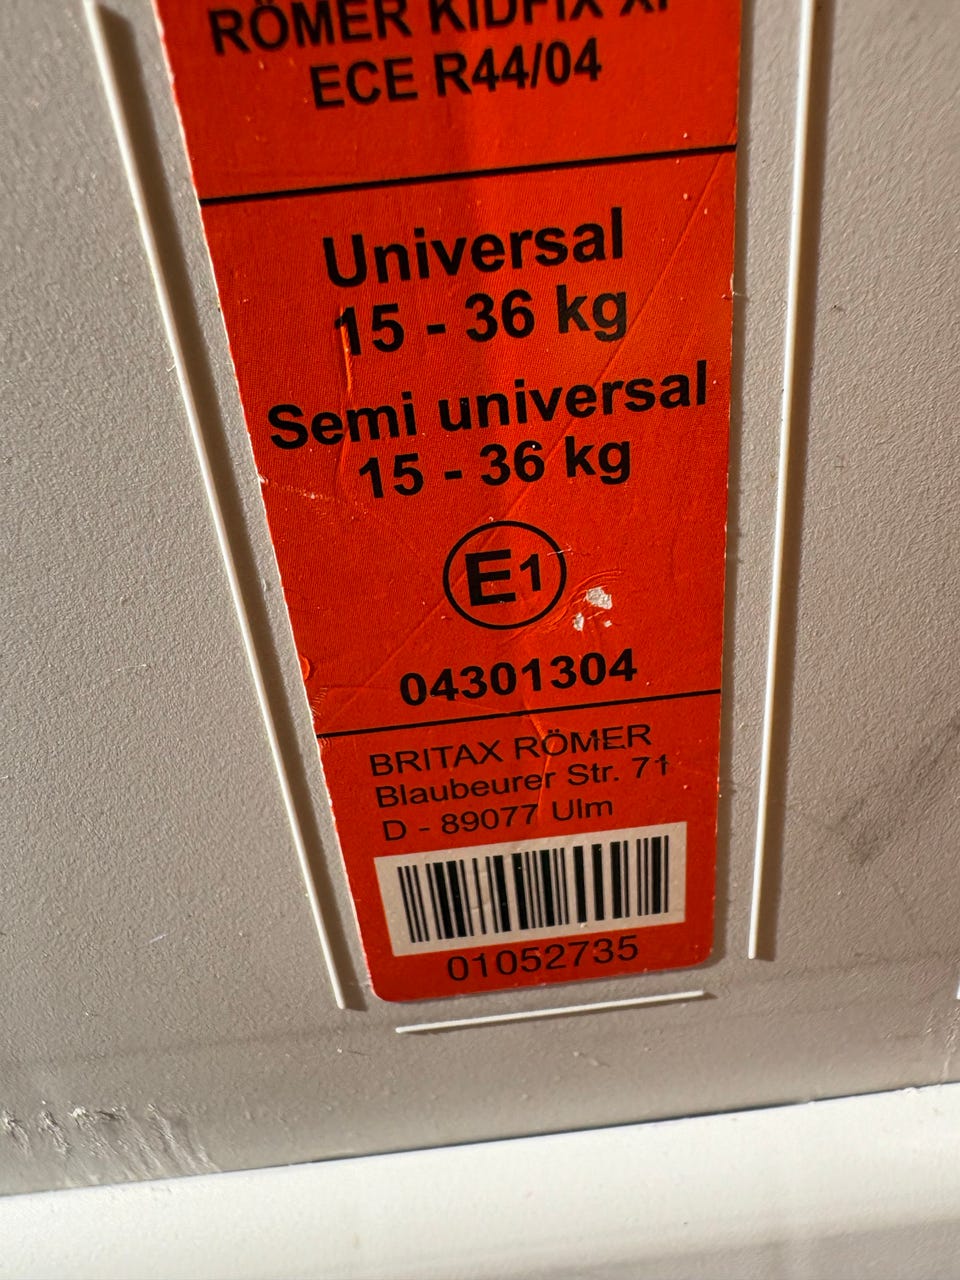 RÖMER KIDFIX XP
ECE R44/04
Universal
15 - 36 kg
Semi universal
15 - 36 kg
E1
04301304
BRITAX RÖMER
Blaubeurer Str. 71
D - 89077 Ulm
01052735